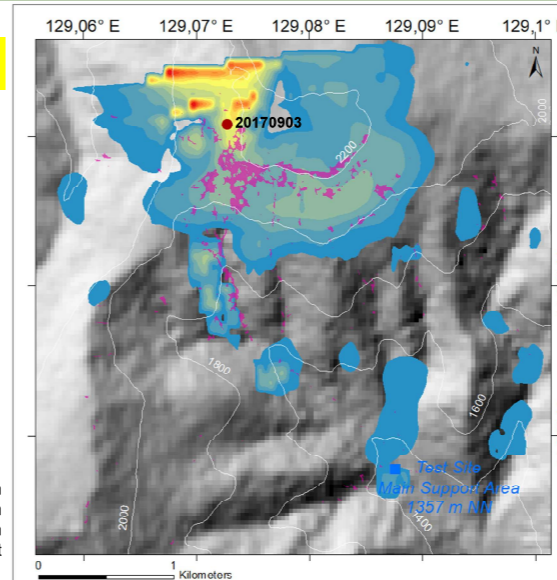 129,06° E 129,07° E 129,08° E 129,09° E 129,1°
N
2000
20170903
2200
1800
1600
Test Site
Main Support Area
1357 m NN
1400
2000
0 1
Kilometers